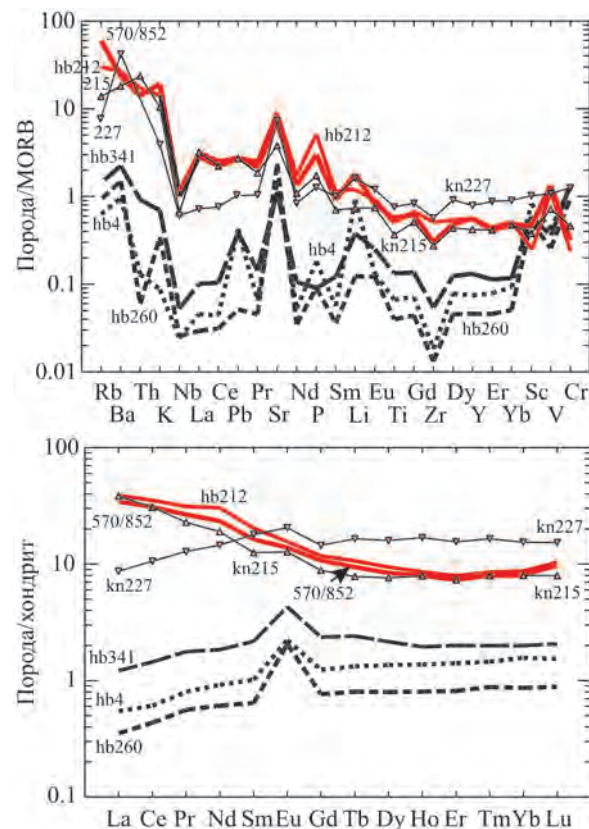 100
570/852
hb212
215
10
227
hb212
hb341
kn227
1
hb4
hb4
kn215
0.1
hb260
hb260
0.01
Порода/MORB
Rb Th Nb Ce Pr Nd Sm Eu Gd Dy Er Sc Cr
Ba K La Pb Sr P Li Ti Zr Y Yb V
100
hb212
570/852
kn227
10
kn227
kn215
570/852
kn215
hb341
1
hb4
hb260
0.1
Порода/хондрит
La Ce Pr Nd Sm Eu Gd Tb Dy Ho Er Tm Yb Lu